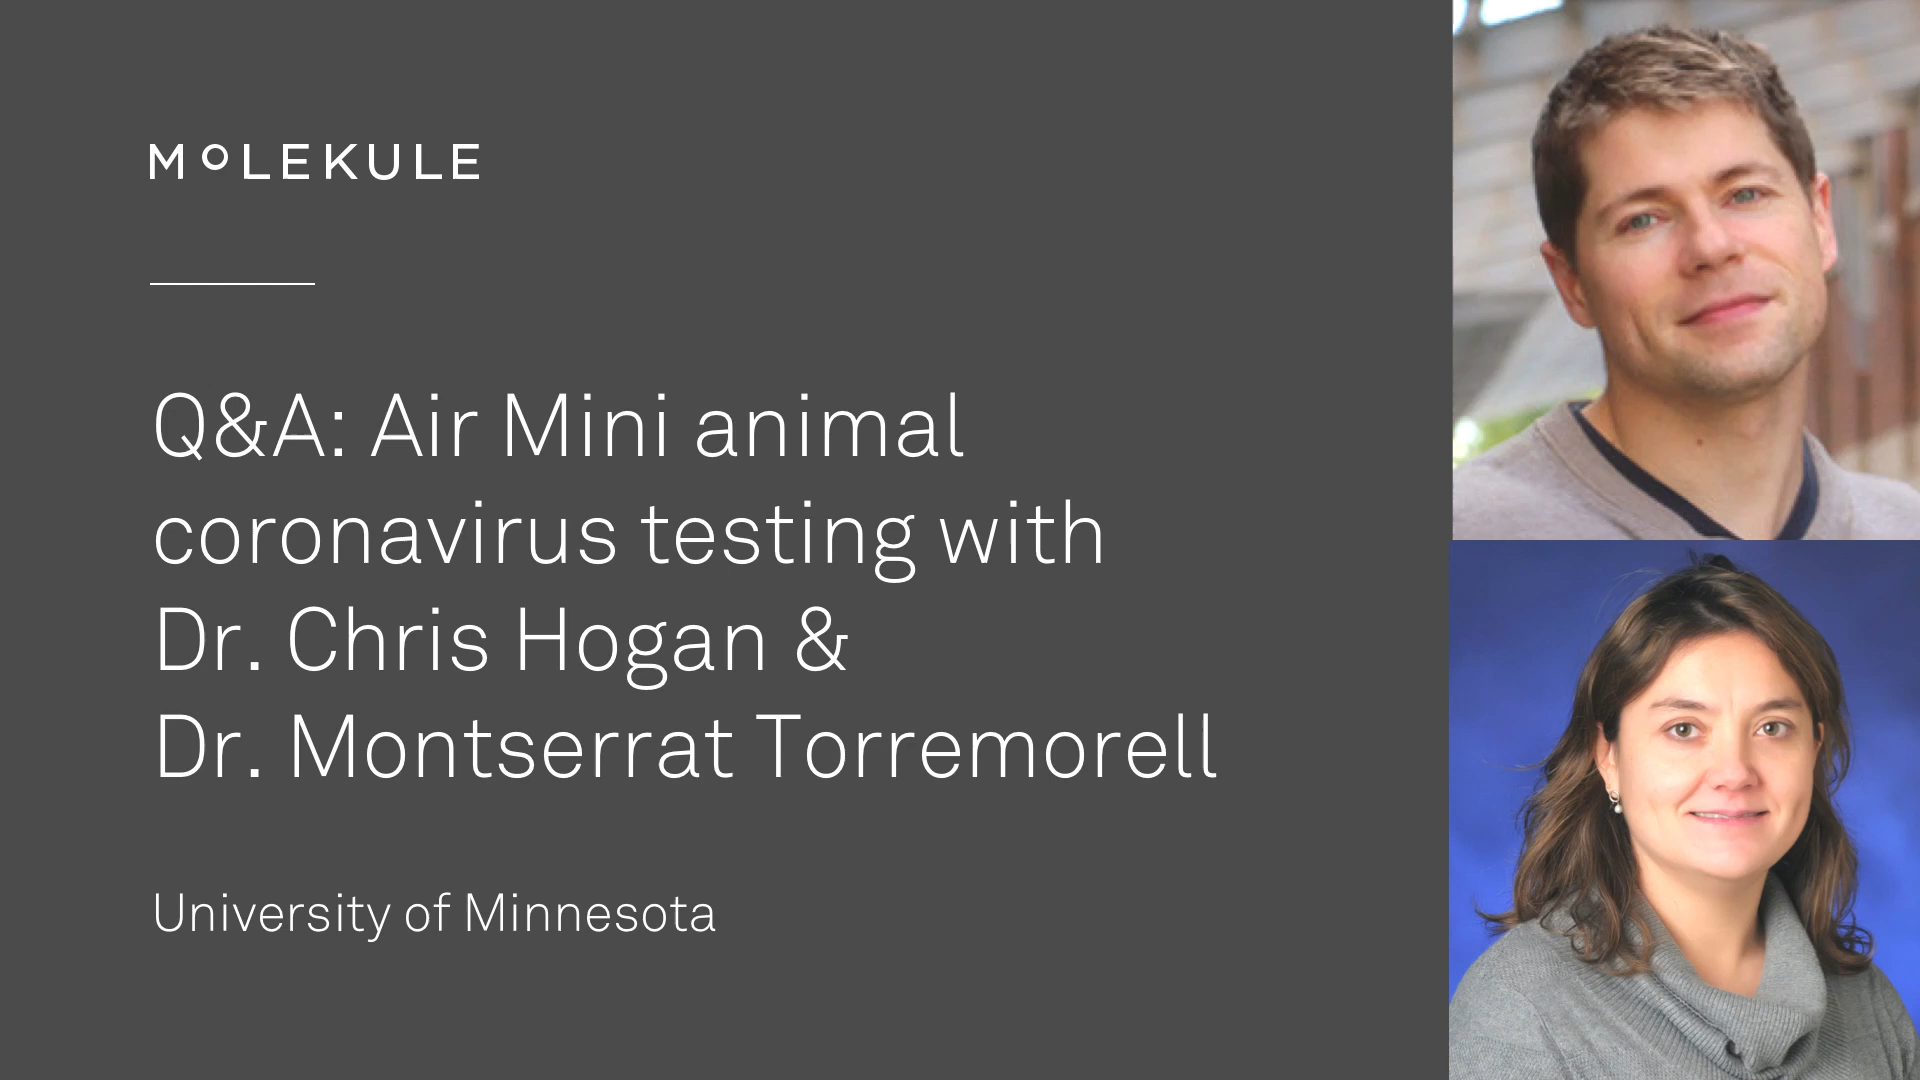 MOLEKULE
Q&A: Air Mini animal
coronavirus testing with
Dr. Chris Hogan &
Dr. Montserrat Torremorell
University of Minnesota